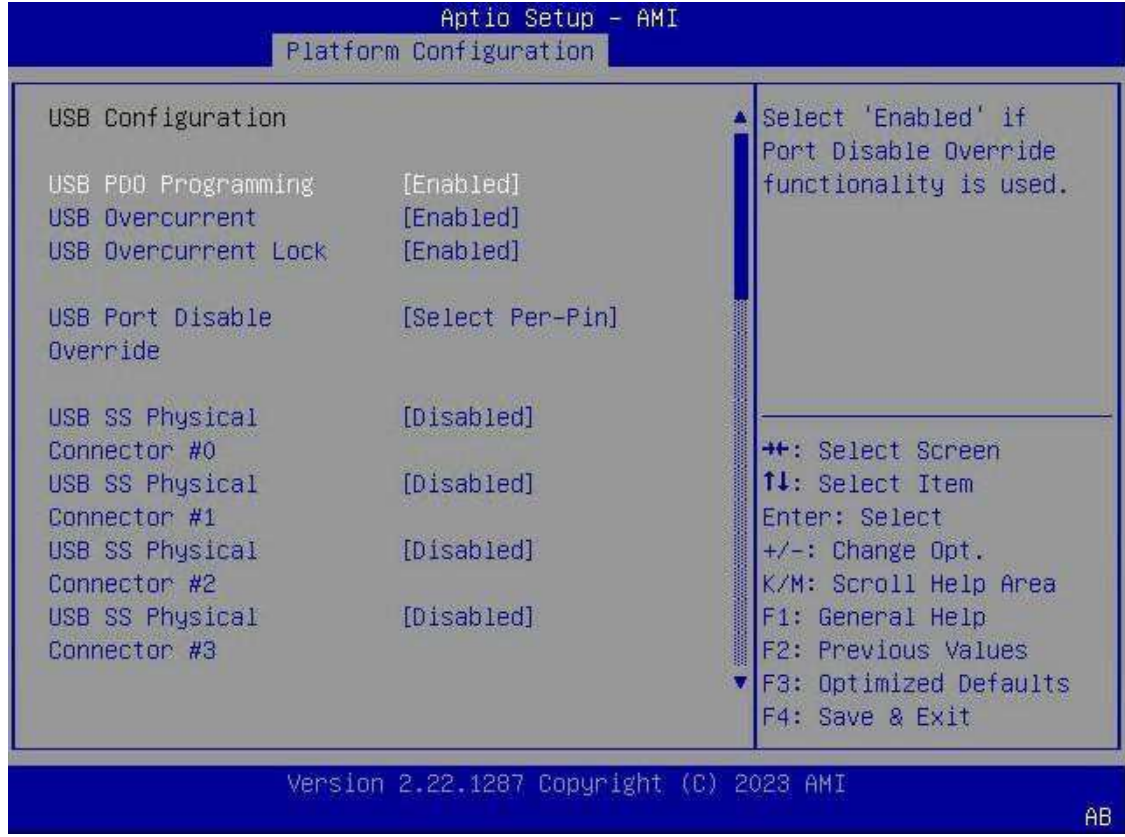 Aptio Setup – AMI
Platform Configuration
USB Configuration
USB PDO Programming [Enabled]
USB Overcurrent [Enabled]
USB Overcurrent Lock [Enabled]
USB Port Disable [Select Per-Pin]
Override
USB SS Physical [Disabled]
Connector #0
USB SS Physical [Disabled]
Connector #1
USB SS Physical [Disabled]
Connector #2
USB SS Physical [Disabled]
Connector #3
Select 'Enabled' if
Port Disable Override
functionality is used.
→←: Select Screen
↑↓: Select Item
Enter: Select
+/-: Change Opt.
K/M: Scroll Help Area
F1: General Help
F2: Previous Values
F3: Optimized Defaults
F4: Save & Exit
Version 2.22.1287 Copyright (C) 2023 AMI
AB